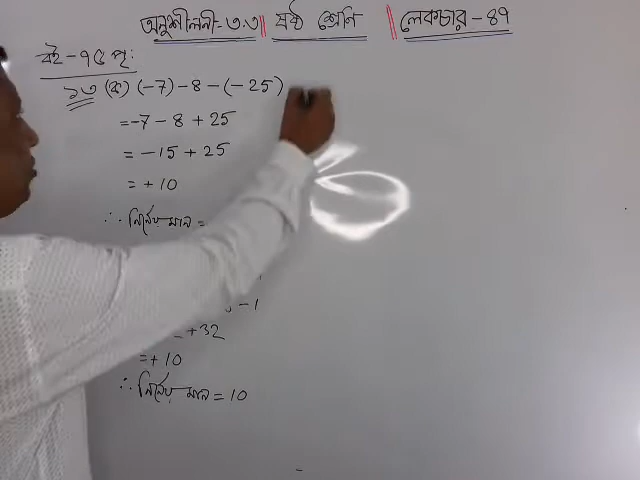 অনুশীলনী-৩.৩ || ষষ্ঠ শ্রেণি || লেকচার-৪৭
বই-৭৫ পৃ:
১৩ (ক) (-7)-8-(-25)
=-7-8+25
=-15+25
=+10
∴ নির্ণেয় মান =
-1
+32
=+10
∴ নির্ণেয় মান = 10